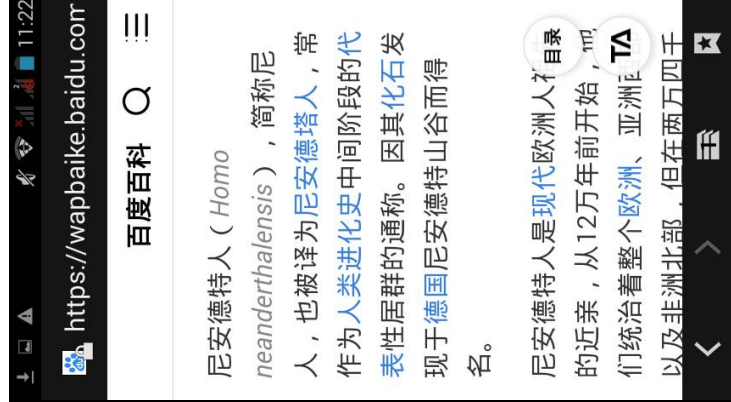 11:22
https://wapbaike.baidu.com
百度百科
尼安德特人（Homo
neanderthalensis），简称尼
人，也被译为尼安德塔人，常
作为人类进化史中间阶段的代
表性居群的通称。因其化石发
现于德国尼安德特山谷而得
名。
目录
TA
尼安德特人是现代欧洲人祖
的近亲，从12万年前开始，
们统治着整个欧洲、亚洲西部
以及非洲北部，但在两万四千